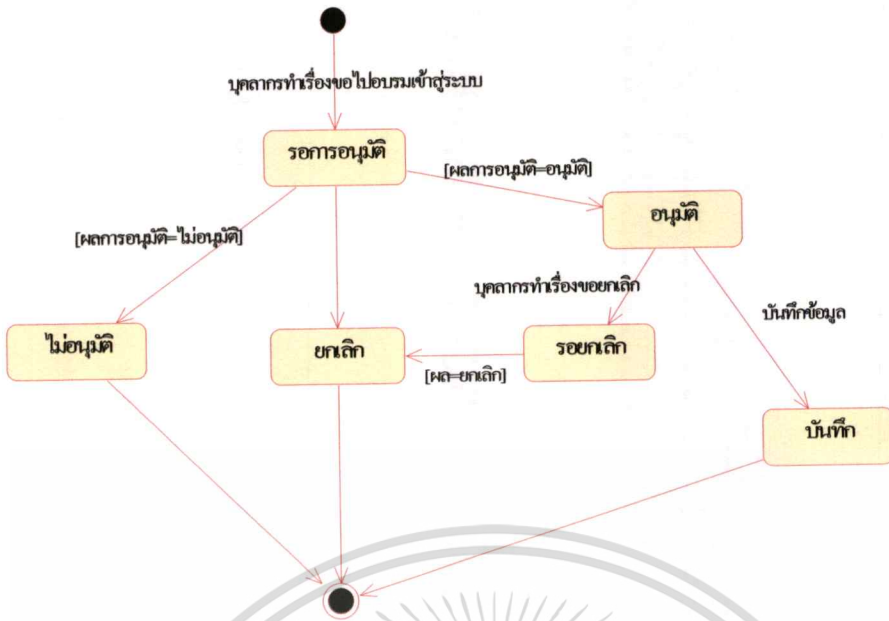 บุคลากรทำเรื่องขอไปอบรมเข้าสู่ระบบ
รอการอนุมัติ
[ผลการอนุมัติ=อนุมัติ]
อนุมัติ
[ผลการอนุมัติ=ไม่อนุมัติ]
บุคลากรทำเรื่องขอยกเลิก
บันทึกข้อมูล
ไม่อนุมัติ
ยกเลิก
รอยกเลิก
[ผล=ยกเลิก]
บันทึก